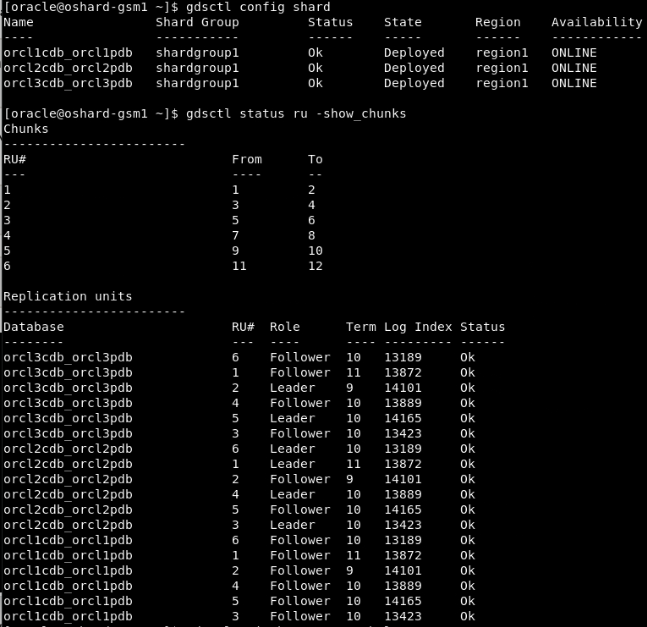 [oracle@oshard-gsm1 ~]$ gdsctl config shard
Name                Shard Group         Status    State       Region    Availability
----                -----------         ------    -----       ------    ------------
orcl1cdb_orcl1pdb   shardgroup1         Ok        Deployed    region1   ONLINE
orcl2cdb_orcl2pdb   shardgroup1         Ok        Deployed    region1   ONLINE
orcl3cdb_orcl3pdb   shardgroup1         Ok        Deployed    region1   ONLINE
[oracle@oshard-gsm1 ~]$ gdsctl status ru -show_chunks
Chunks
------------------------
RU#                           From      To
---                           ----      --
1                             1         2
2                             3         4
3                             5         6
4                             7         8
5                             9         10
6                             11        12
Replication units
------------------------
Database                      RU#  Role      Term Log Index Status
--------                      ---  ----      ---- --------- ------
orcl3cdb_orcl3pdb             6    Follower  10   13189     Ok
orcl3cdb_orcl3pdb             1    Follower  11   13872     Ok
orcl3cdb_orcl3pdb             2    Leader    9    14101     Ok
orcl3cdb_orcl3pdb             4    Follower  10   13889     Ok
orcl3cdb_orcl3pdb             5    Leader    10   14165     Ok
orcl3cdb_orcl3pdb             3    Follower  10   13423     Ok
orcl2cdb_orcl2pdb             6    Leader    10   13189     Ok
orcl2cdb_orcl2pdb             1    Leader    11   13872     Ok
orcl2cdb_orcl2pdb             2    Follower  9    14101     Ok
orcl2cdb_orcl2pdb             4    Leader    10   13889     Ok
orcl2cdb_orcl2pdb             5    Follower  10   14165     Ok
orcl2cdb_orcl2pdb             3    Leader    10   13423     Ok
orcl1cdb_orcl1pdb             6    Follower  10   13189     Ok
orcl1cdb_orcl1pdb             1    Follower  11   13872     Ok
orcl1cdb_orcl1pdb             2    Follower  9    14101     Ok
orcl1cdb_orcl1pdb             4    Follower  10   13889     Ok
orcl1cdb_orcl1pdb             5    Follower  10   14165     Ok
orcl1cdb_orcl1pdb             3    Follower  10   13423     Ok